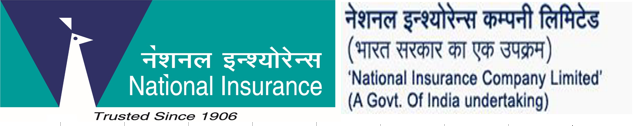 नेशनल इन्श्योरेन्स
National Insurance
Trusted Since 1906
नेशनल इन्श्योरेन्स कम्पनी लिमिटेड
(भारत सरकार का एक उपक्रम)
'National Insurance Company Limited'
(A Govt. Of India undertaking)